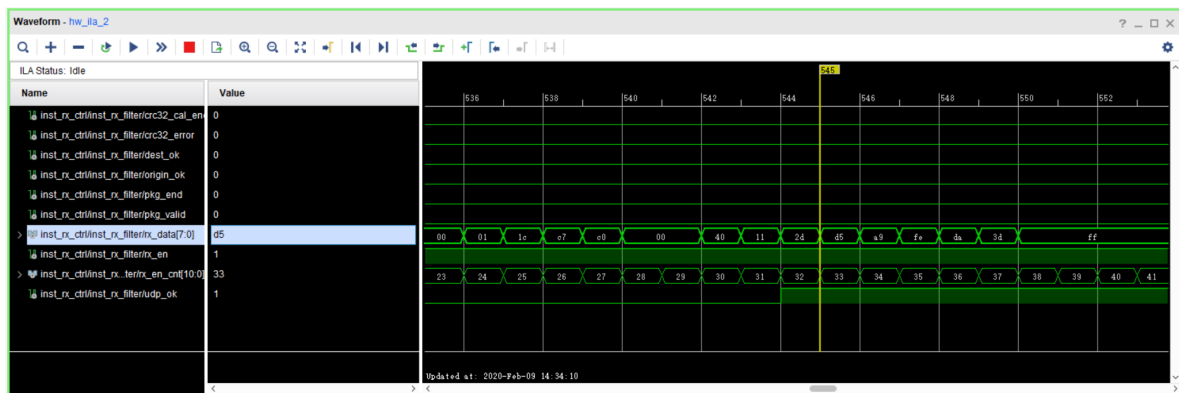 Waveform - hw_ila_2
ILA Status: Idle
545
Name Value
536 538 540 542 544 546 548 550 552
inst_rx_ctrl/inst_rx_filter/crc32_cal_en 0
inst_rx_ctrl/inst_rx_filter/crc32_error 0
inst_rx_ctrl/inst_rx_filter/dest_ok 0
inst_rx_ctrl/inst_rx_filter/origin_ok 0
inst_rx_ctrl/inst_rx_filter/pkg_end 0
inst_rx_ctrl/inst_rx_filter/pkg_valid 0
inst_rx_ctrl/inst_rx_filter/rx_data[7:0] d5 00 01 1c c7 c0 00 40 11 2d d5 a9 fe da 3d ff
inst_rx_ctrl/inst_rx_filter/rx_en 1
inst_rx_ctrl/inst_rx...ter/rx_en_cnt[10:0] 33 23 24 25 26 27 28 29 30 31 32 33 34 35 36 37 38 39 40 41
inst_rx_ctrl/inst_rx_filter/udp_ok 1
Updated at: 2020-Feb-09 14:34:10